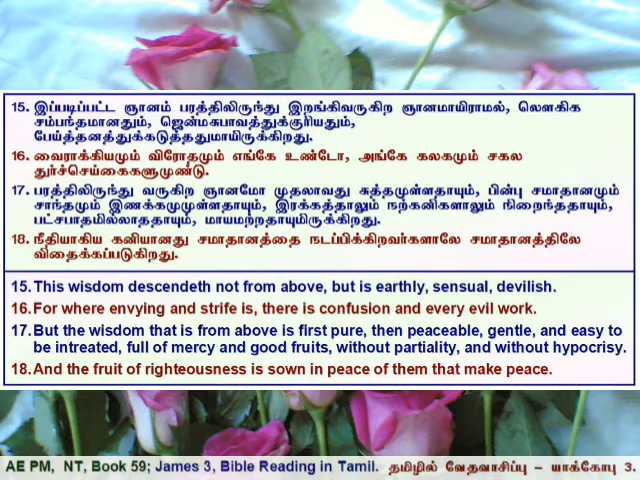 15. இப்படிப்பட்ட ஞானம் பரத்திலிருந்து இறங்கிவருகிற ஞானமாயிராமல், லௌகிக
சம்பந்தமானதும், ஜென்மசுபாவத்துக்குரியதும்,
பேய்த்தனத்துக்கடுத்ததுமாயிருக்கிறது.
16. வைராக்கியமும் விரோதமும் எங்கே உண்டோ, அங்கே கலகமும் சகல
துர்ச்செய்கைகளுமுண்டு.
17. பரத்திலிருந்து வருகிற ஞானமோ முதலாவது சுத்தமுள்ளதாயும், பின்பு சமாதானமும்
சாந்தமும் இணக்கமுமுள்ளதாயும், இரக்கத்தாலும் நற்கனிகளாலும் நிறைந்ததாயும்,
பட்சபாதமில்லாததாயும், மாயமற்றதாயுமிருக்கிறது.
18. நீதியாகிய கனியானது சமாதானத்தை நடப்பிக்கிறவர்களாலே சமாதானத்திலே
விதைக்கப்படுகிறது.
15. This wisdom descendeth not from above, but is earthly, sensual, devilish.
16. For where envying and strife is, there is confusion and every evil work.
17. But the wisdom that is from above is first pure, then peaceable, gentle, and easy to
be intreated, full of mercy and good fruits, without partiality, and without hypocrisy.
18. And the fruit of righteousness is sown in peace of them that make peace.
AE PM, NT, Book 59; James 3, Bible Reading in Tamil. தமிழில் வேதவாசிப்பு – யாக்கோபு 3.